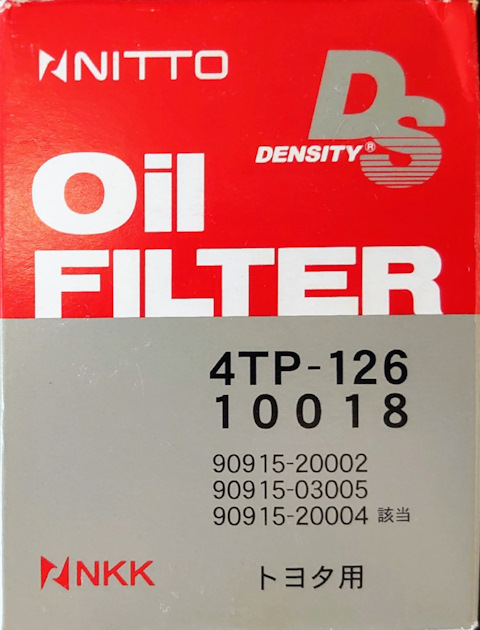 NITTO
DS
DENSITY®
Oil
FILTER
4TP-126
10018
90915-20002
90915-03005
90915-20004 該当
NKK
トヨタ用